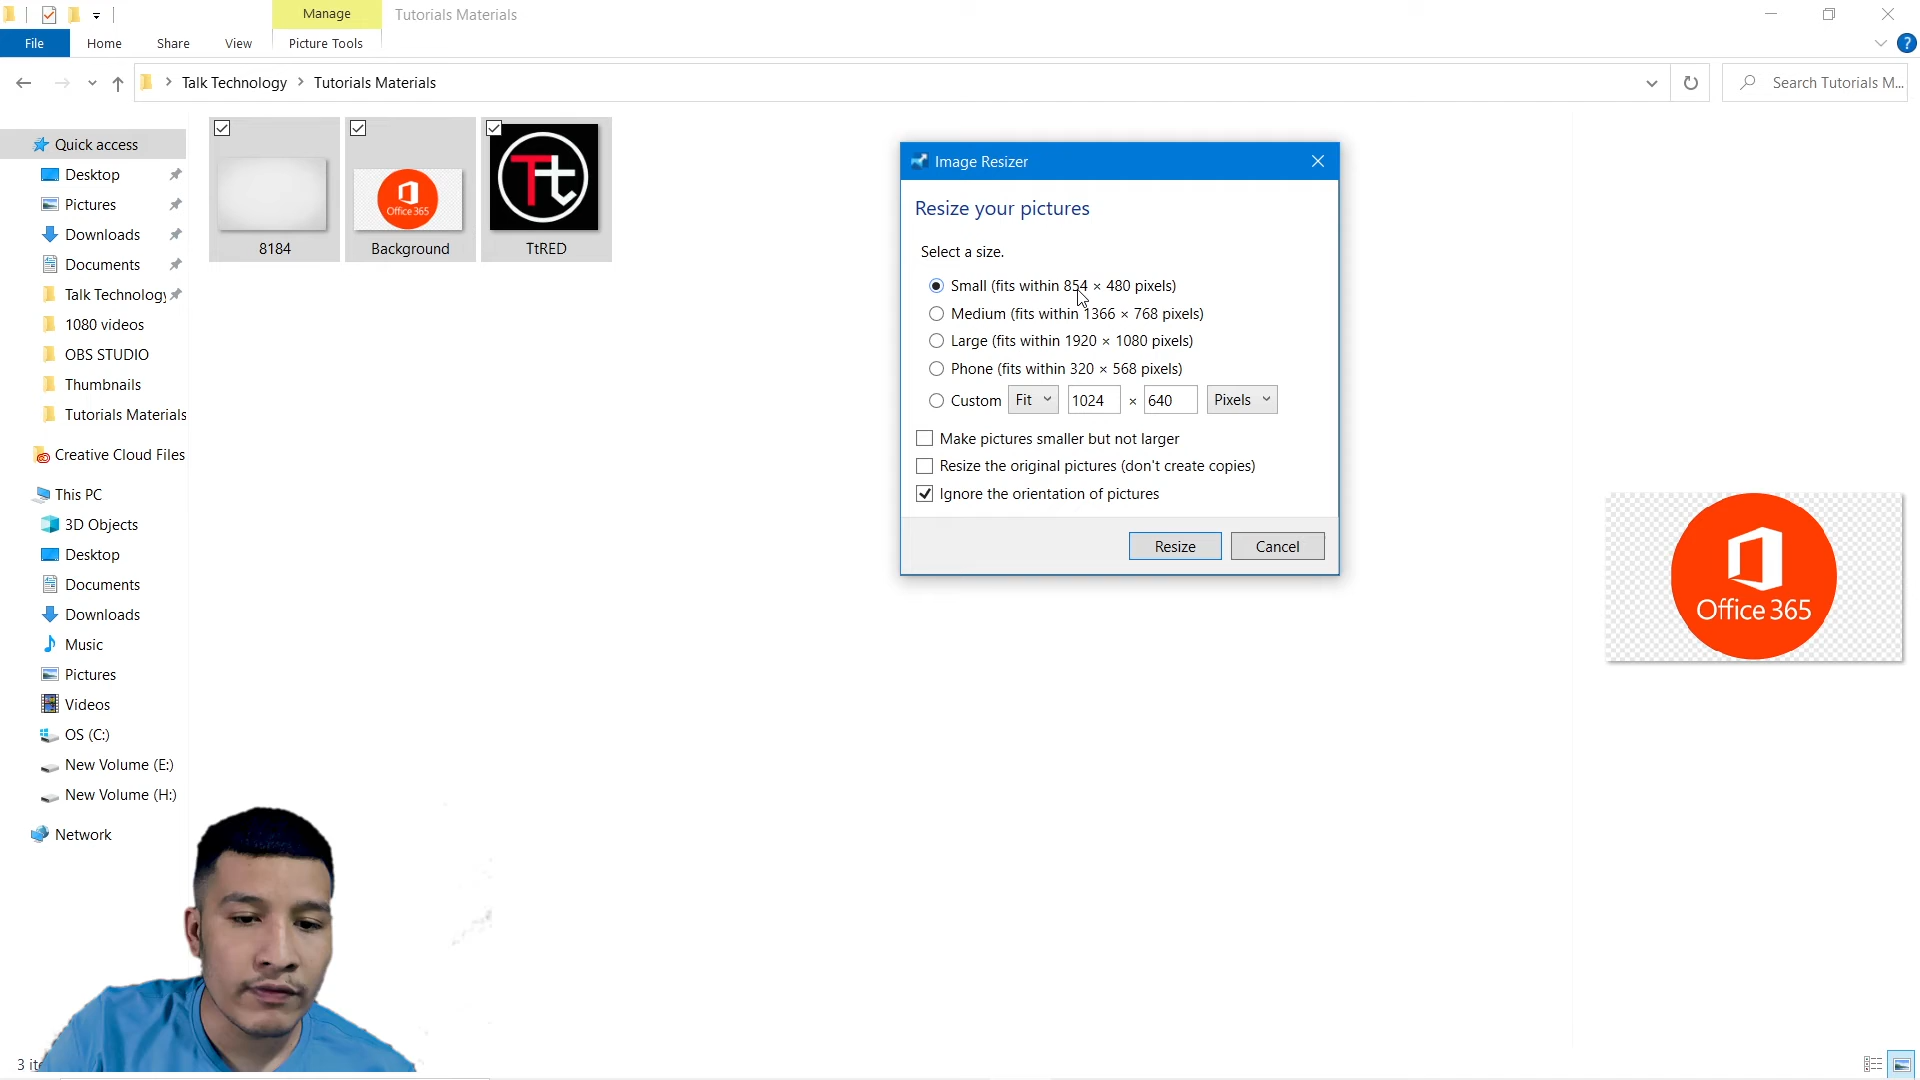 Manage
Tutorials Materials
File
Home
Share
View
Picture Tools
?
Talk Technology > Tutorials Materials
Search Tutorials M...
Quick access
Desktop
Pictures
Downloads
Documents
Talk Technology
1080 videos
OBS STUDIO
Thumbnails
Tutorials Materials
Creative Cloud Files
This PC
3D Objects
Desktop
Documents
Downloads
Music
Pictures
Videos
OS (C:)
New Volume (E:)
New Volume (H:)
Network
8184
Office 365
Background
Tt
TtRED
Image Resizer
Resize your pictures
Select a size.
Small (fits within 854 × 480 pixels)
Medium (fits within 1366 × 768 pixels)
Large (fits within 1920 × 1080 pixels)
Phone (fits within 320 × 568 pixels)
Custom Fit 1024 × 640 Pixels
Make pictures smaller but not larger
Resize the original pictures (don't create copies)
Ignore the orientation of pictures
Resize
Cancel
Office 365
3